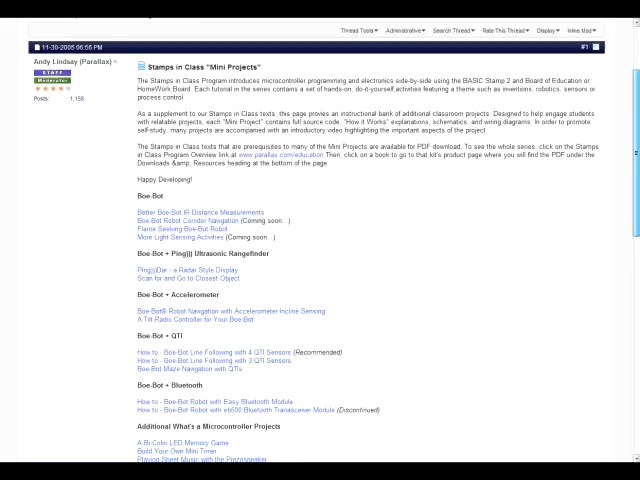 Thread Tools Administrative Search Thread Rate This Thread Display Inline Mod
11-30-2005 06:56 PM #1
Andy Lindsay (Parallax)
STAFF
Moderator
Posts: 1,158
Stamps in Class "Mini Projects"
The Stamps in Class Program introduces microcontroller programming and electronics side-by-side using the BASIC Stamp 2 and Board of Education or
HomeWork Board. Each tutorial in the series contains a set of hands-on, do-it-yourself activities featuring a theme such as inventions, robotics, sensors or
process control.
As a supplement to our Stamps in Class texts, this page provides an instructional bank of additional classroom projects. Designed to help engage students
with relatable projects, each "Mini Project" contains full source code, "How it Works" explanations, schematics, and wiring diagrams. In order to promote
self-study, many projects are accompanied with an introductory video highlighting the important aspects of the project.
The Stamps in Class texts that are prerequisites to many of the Mini Projects are available for PDF download. To see the whole series, click on the Stamps
in Class Program Overview link at www.parallax.com/education.Then, click on a book to go to that kit's product page where you will find the PDF under the
Downloads &amp; Resources heading at the bottom of the page
Happy Developing!
Boe-Bot
Better Boe-Bot IR Distance Measurements
Boe-Bot Robot Corridor Navigation (Coming soon...)
Flame Seeking Boe-Bot Robot
More Light Sensing Activities (Coming soon...)
Boe-Bot + Ping))) Ultrasonic Rangefinder
Ping)))Dar - a Radar Style Display
Scan for and Go to Closest Object
Boe-Bot + Accelerometer
Boe-Bot® Robot Navigation with Accelerometer Incline Sensing
A Tilt Radio Controller for Your Boe-Bot
Boe-Bot + QTI
How to - Boe-Bot Line Following with 4 QTI Sensors (Recommended)
How to - Boe-Bot Line Following with 3 QTI Sensors
Boe-Bot Maze Navigation with QTIs
Boe-Bot + Bluetooth
How to - Boe-Bot Robot with Easy Bluetooth Module
How to - Boe-Bot Robot with eb500 Bluetooth Transceiver Module (Discontinued)
Additional What's a Microcontroller Projects
A Bi-Color LED Memory Game
Build Your Own Mini Timer
Playing Sheet Music with the Piezospeaker